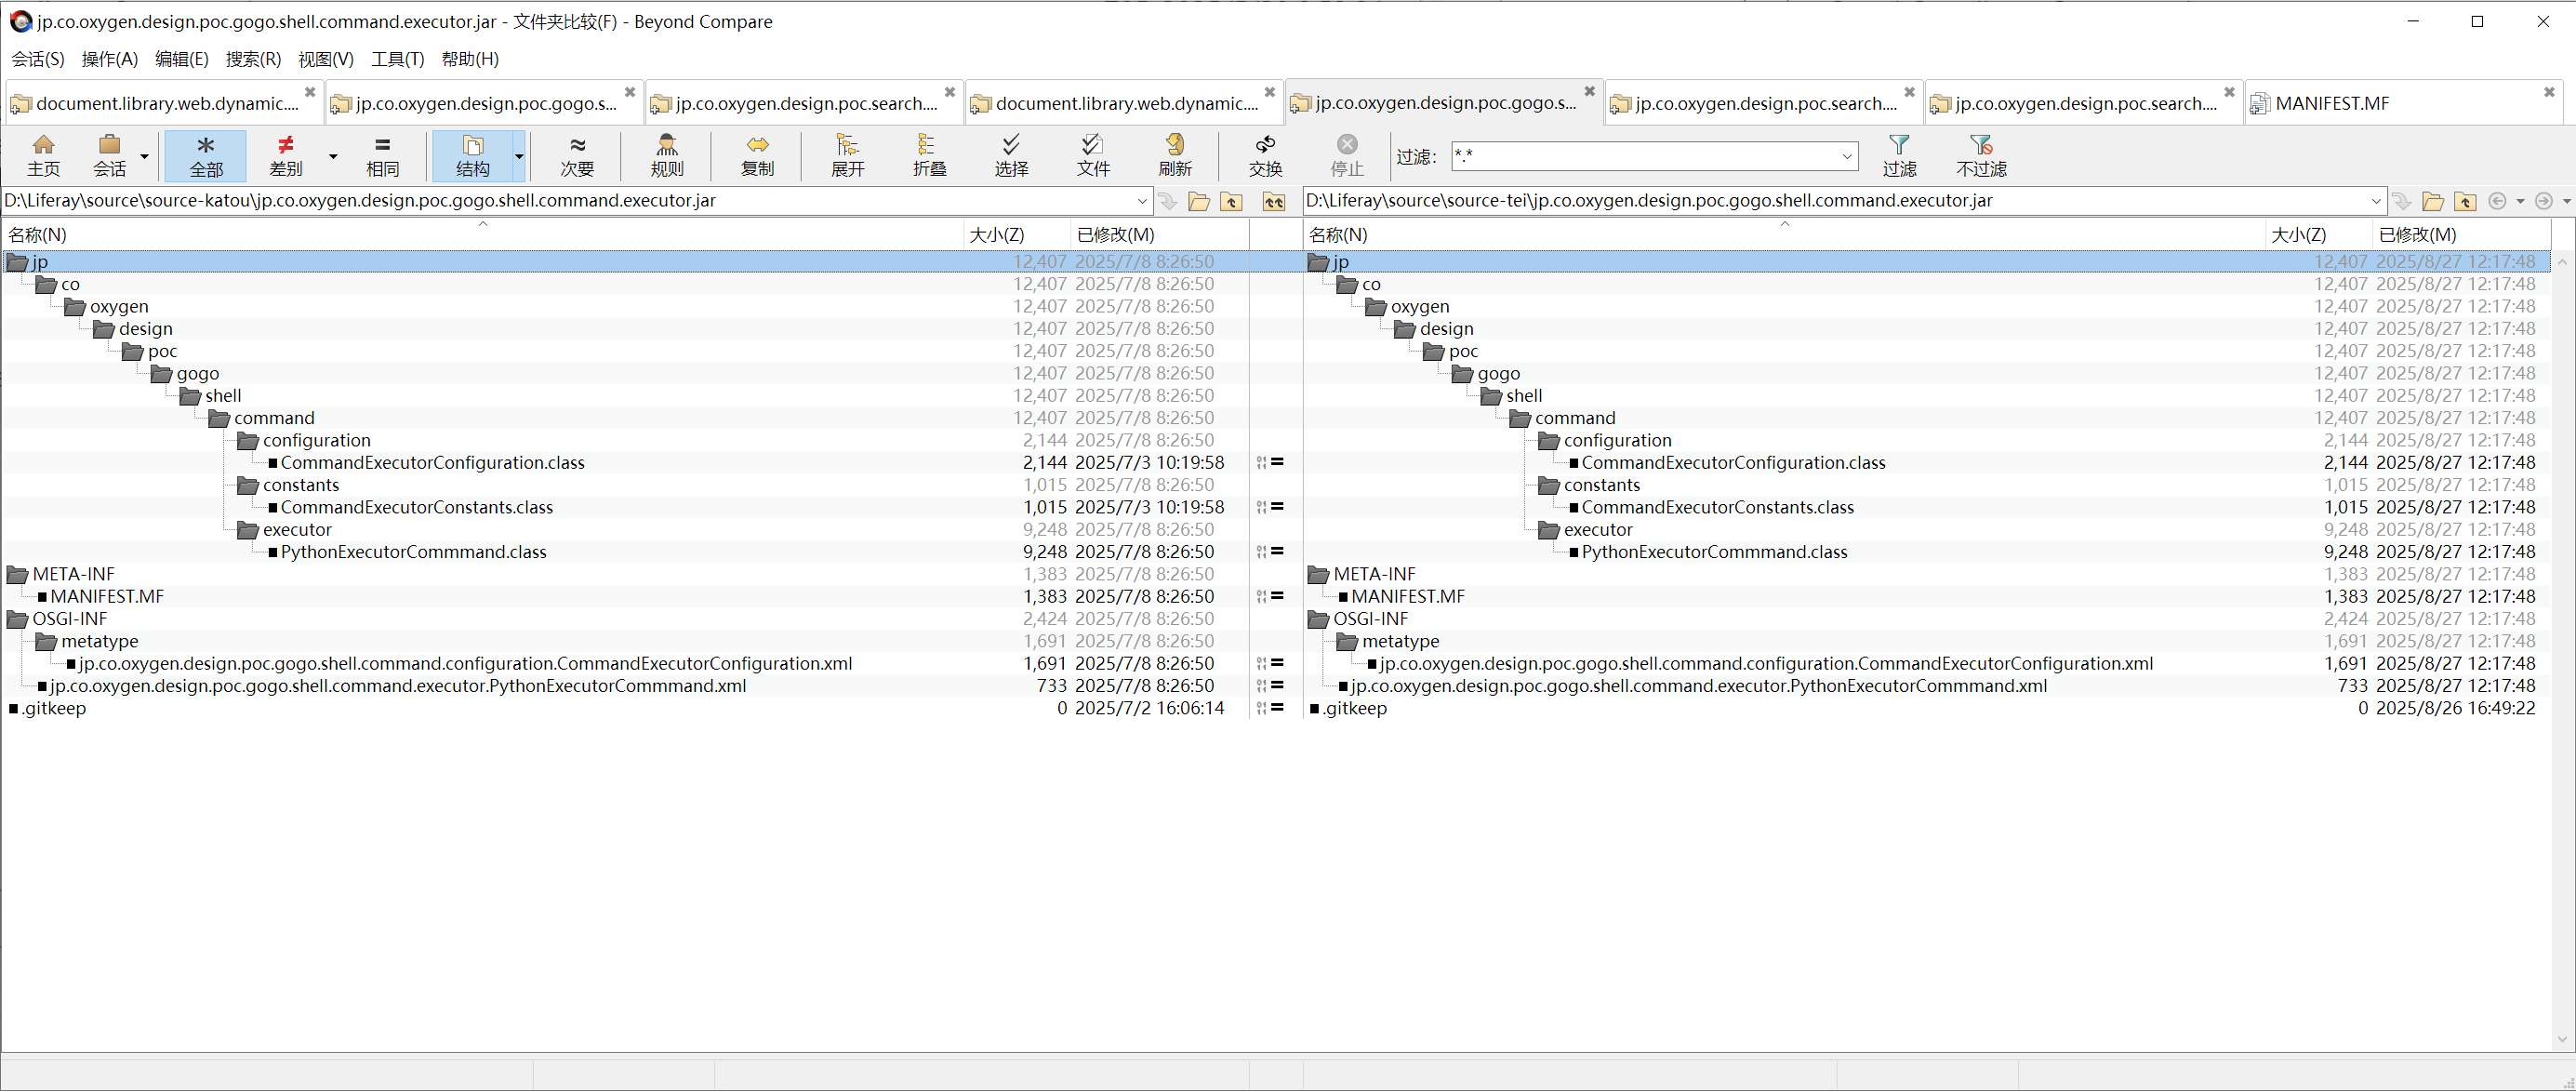 jp.co.oxygen.design.poc.gogo.shell.command.executor.jar - 文件夹比较(F) - Beyond Compare
会话(S) 操作(A) 编辑(E) 搜索(R) 视图(V) 工具(T) 帮助(H)
document.library.web.dynamic.... jp.co.oxygen.design.poc.gogo.s... jp.co.oxygen.design.poc.search.... document.library.web.dynamic.... jp.co.oxygen.design.poc.gogo.s... jp.co.oxygen.design.poc.search.... jp.co.oxygen.design.poc.search.... MANIFEST.MF
主页 会话 全部 差别 相同 结构 次要 规则 复制 展开 折叠 选择 文件 刷新 交换 停止 过滤: *.* 过滤 不过滤
D:\Liferay\source\source-katou\jp.co.oxygen.design.poc.gogo.shell.command.executor.jar D:\Liferay\source\source-tei\jp.co.oxygen.design.poc.gogo.shell.command.executor.jar
名称(N) 大小(Z) 已修改(M) 名称(N) 大小(Z) 已修改(M)
jp 12,407 2025/7/8 8:26:50 jp 12,407 2025/8/27 12:17:48
co 12,407 2025/7/8 8:26:50 co 12,407 2025/8/27 12:17:48
oxygen 12,407 2025/7/8 8:26:50 oxygen 12,407 2025/8/27 12:17:48
design 12,407 2025/7/8 8:26:50 design 12,407 2025/8/27 12:17:48
poc 12,407 2025/7/8 8:26:50 poc 12,407 2025/8/27 12:17:48
gogo 12,407 2025/7/8 8:26:50 gogo 12,407 2025/8/27 12:17:48
shell 12,407 2025/7/8 8:26:50 shell 12,407 2025/8/27 12:17:48
command 12,407 2025/7/8 8:26:50 command 12,407 2025/8/27 12:17:48
configuration 2,144 2025/7/8 8:26:50 configuration 2,144 2025/8/27 12:17:48
CommandExecutorConfiguration.class 2,144 2025/7/3 10:19:58 = CommandExecutorConfiguration.class 2,144 2025/8/27 12:17:48
constants 1,015 2025/7/8 8:26:50 constants 1,015 2025/8/27 12:17:48
CommandExecutorConstants.class 1,015 2025/7/3 10:19:58 = CommandExecutorConstants.class 1,015 2025/8/27 12:17:48
executor 9,248 2025/7/8 8:26:50 executor 9,248 2025/8/27 12:17:48
PythonExecutorCommmand.class 9,248 2025/7/8 8:26:50 = PythonExecutorCommmand.class 9,248 2025/8/27 12:17:48
META-INF 1,383 2025/7/8 8:26:50 META-INF 1,383 2025/8/27 12:17:48
MANIFEST.MF 1,383 2025/7/8 8:26:50 = MANIFEST.MF 1,383 2025/8/27 12:17:48
OSGI-INF 2,424 2025/7/8 8:26:50 OSGI-INF 2,424 2025/8/27 12:17:48
metatype 1,691 2025/7/8 8:26:50 metatype 1,691 2025/8/27 12:17:48
jp.co.oxygen.design.poc.gogo.shell.command.configuration.CommandExecutorConfiguration.xml 1,691 2025/7/8 8:26:50 = jp.co.oxygen.design.poc.gogo.shell.command.configuration.CommandExecutorConfiguration.xml 1,691 2025/8/27 12:17:48
jp.co.oxygen.design.poc.gogo.shell.command.executor.PythonExecutorCommmand.xml 733 2025/7/8 8:26:50 = jp.co.oxygen.design.poc.gogo.shell.command.executor.PythonExecutorCommmand.xml 733 2025/8/27 12:17:48
.gitkeep 0 2025/7/2 16:06:14 = .gitkeep 0 2025/8/26 16:49:22